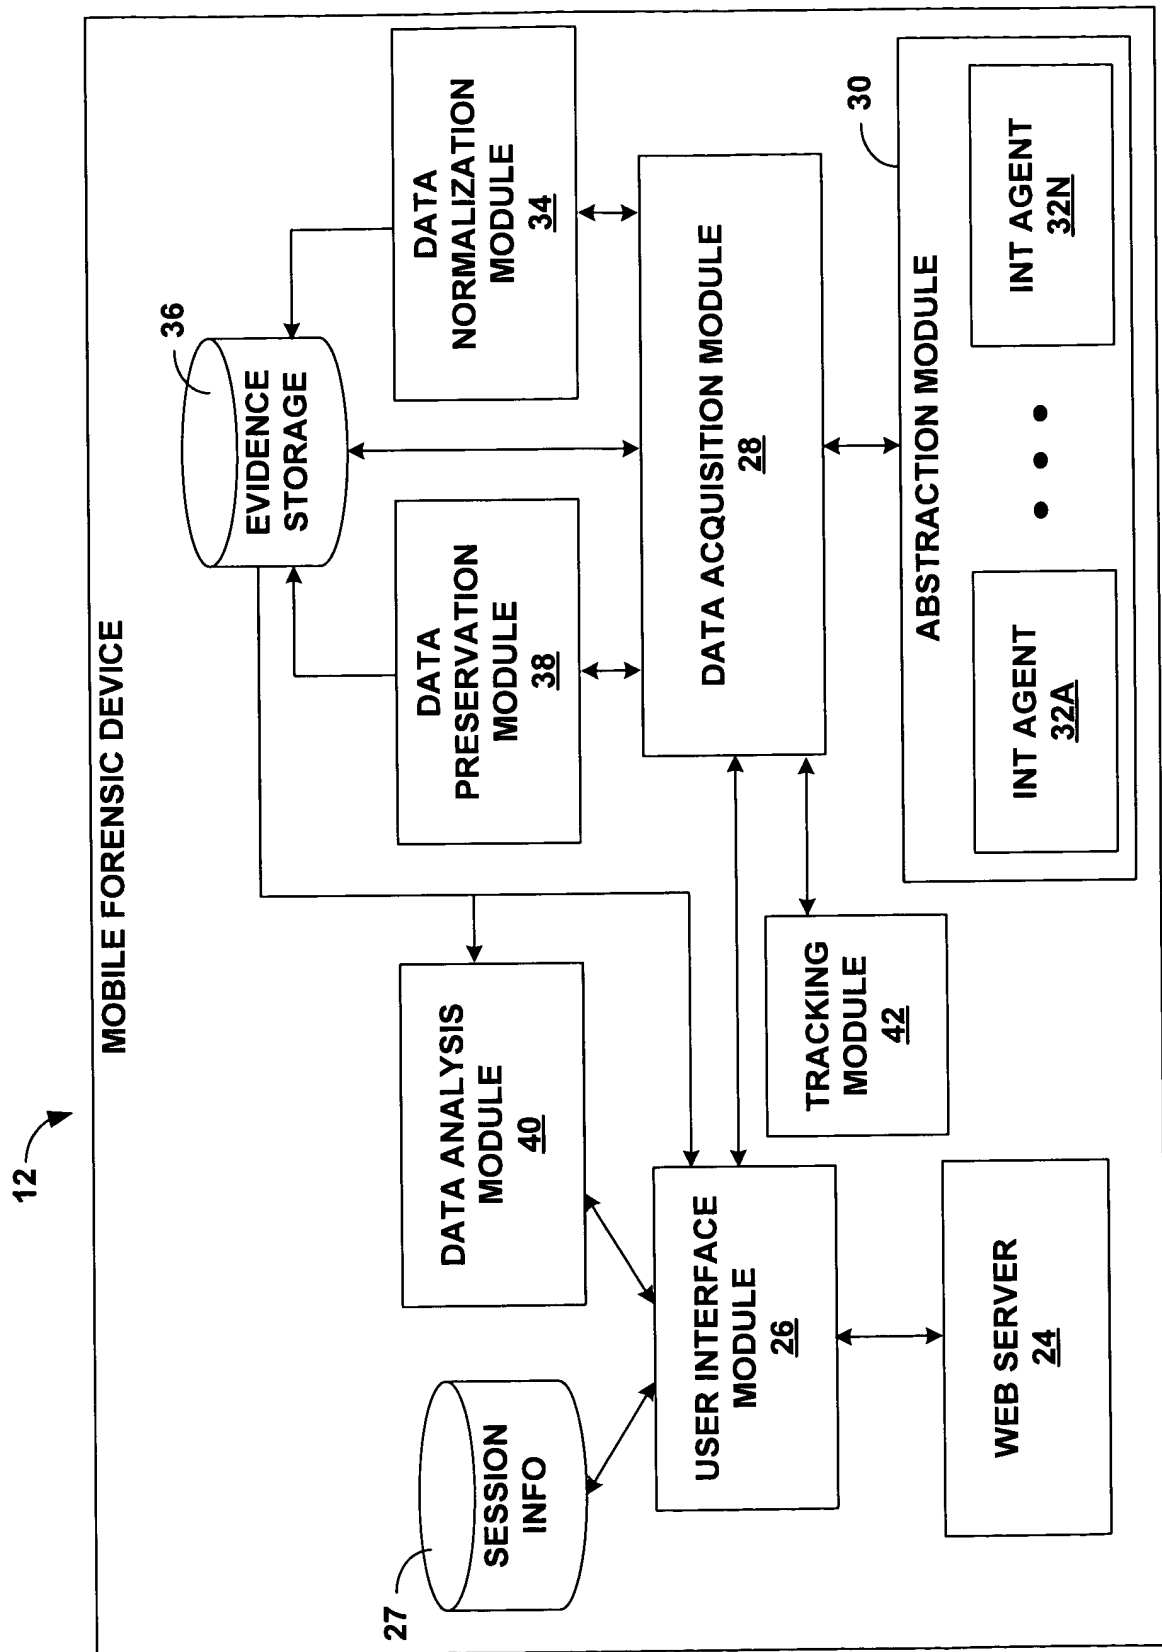 12
MOBILE FORENSIC DEVICE
27
SESSION
INFO
DATA ANALYSIS
MODULE
40
36
EVIDENCE
STORAGE
DATA
PRESERVATION
MODULE
38
DATA
NORMALIZATION
MODULE
34
USER INTERFACE
MODULE
26
DATA ACQUISITION MODULE
28
TRACKING
MODULE
42
WEB SERVER
24
30
ABSTRACTION MODULE
INT AGENT
32A
INT AGENT
32N